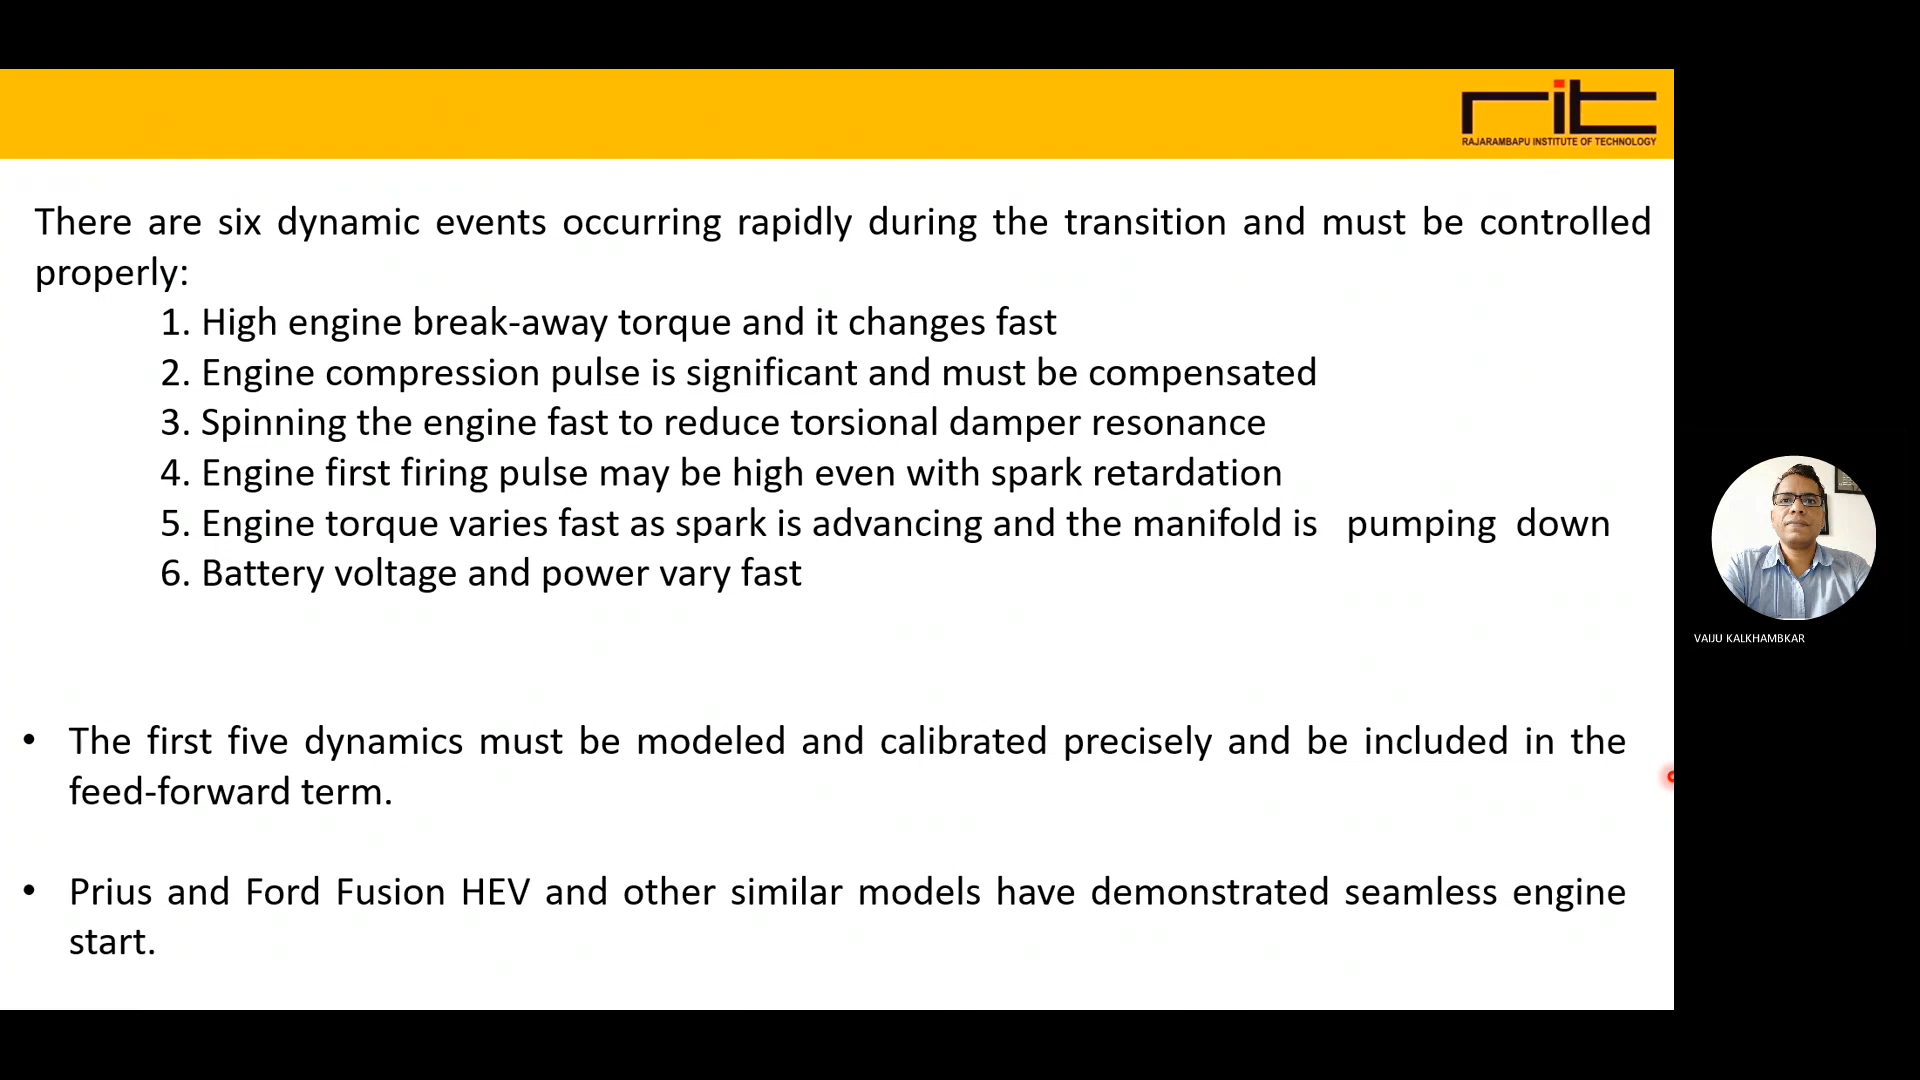 rit
RAJARAMBAPU INSTITUTE OF TECHNOLOGY
There are six dynamic events occurring rapidly during the transition and must be controlled
properly:
1. High engine break-away torque and it changes fast
2. Engine compression pulse is significant and must be compensated
3. Spinning the engine fast to reduce torsional damper resonance
4. Engine first firing pulse may be high even with spark retardation
5. Engine torque varies fast as spark is advancing and the manifold is pumping down
6. Battery voltage and power vary fast
• The first five dynamics must be modeled and calibrated precisely and be included in the
feed-forward term.
• Prius and Ford Fusion HEV and other similar models have demonstrated seamless engine
start.
VAIJU KALKHAMBKAR